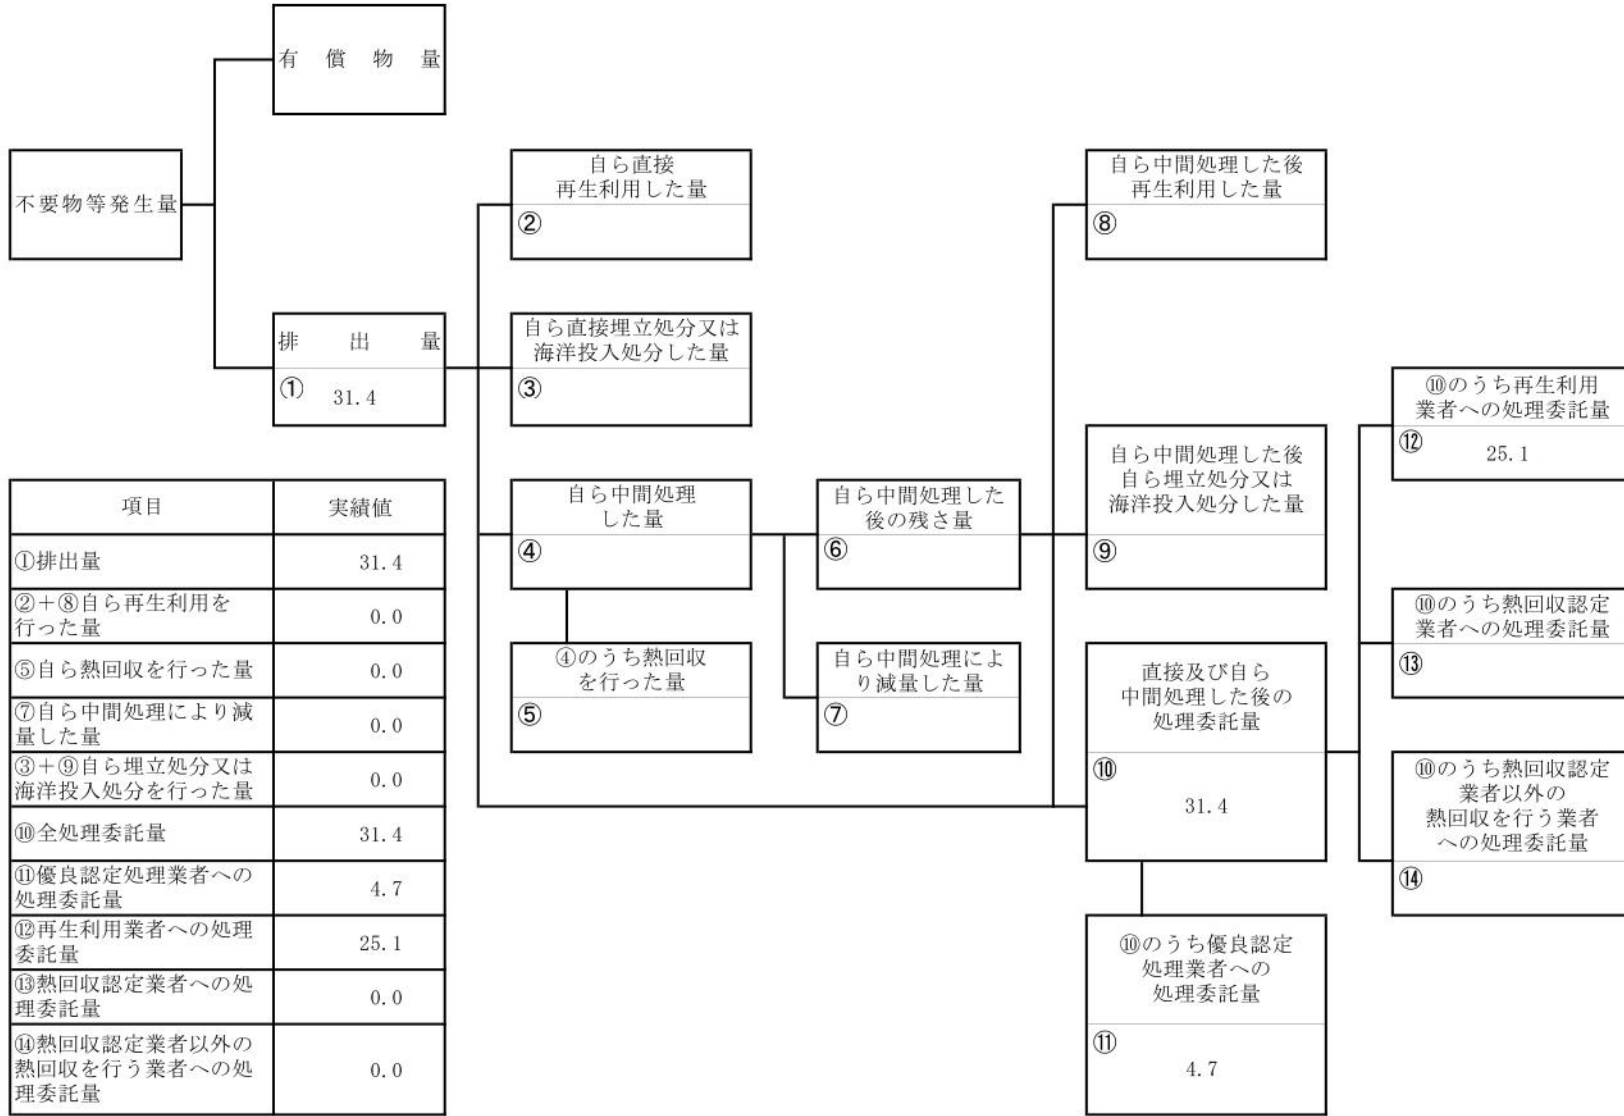 有償物量
不要物等発生量
排出量
①
31.4
自ら直接
再生利用した量
②
自ら直接埋立処分又は
海洋投入処分した量
③
自ら中間処理
した量
④
④のうち熱回収
を行った量
⑤
自ら中間処理した
後の残さ量
⑥
自ら中間処理によ
り減量した量
⑦
自ら中間処理した後
再生利用した量
⑧
自ら中間処理した後
自ら埋立処分又は
海洋投入処分した量
⑨
直接及び自ら
中間処理した後の
処理委託量
⑩
31.4
⑩のうち優良認定
処理業者への
処理委託量
⑪
4.7
⑩のうち再生利用
業者への処理委託量
⑫
25.1
⑩のうち熱回収認定
業者への処理委託量
⑬
⑩のうち熱回収認定
業者以外の
熱回収を行う業者
への処理委託量
⑭
項目 実績値
①排出量 31.4
②+⑧自ら再生利用を
行った量 0.0
⑤自ら熱回収を行った量 0.0
⑦自ら中間処理により減
量した量 0.0
③+⑨自ら埋立処分又は
海洋投入処分を行った量 0.0
⑩全処理委託量 31.4
⑪優良認定処理業者への
処理委託量 4.7
⑫再生利用業者への処理
委託量 25.1
⑬熱回収認定業者への処
理委託量 0.0
⑭熱回収認定業者以外の
熱回収を行う業者への処
理委託量 0.0